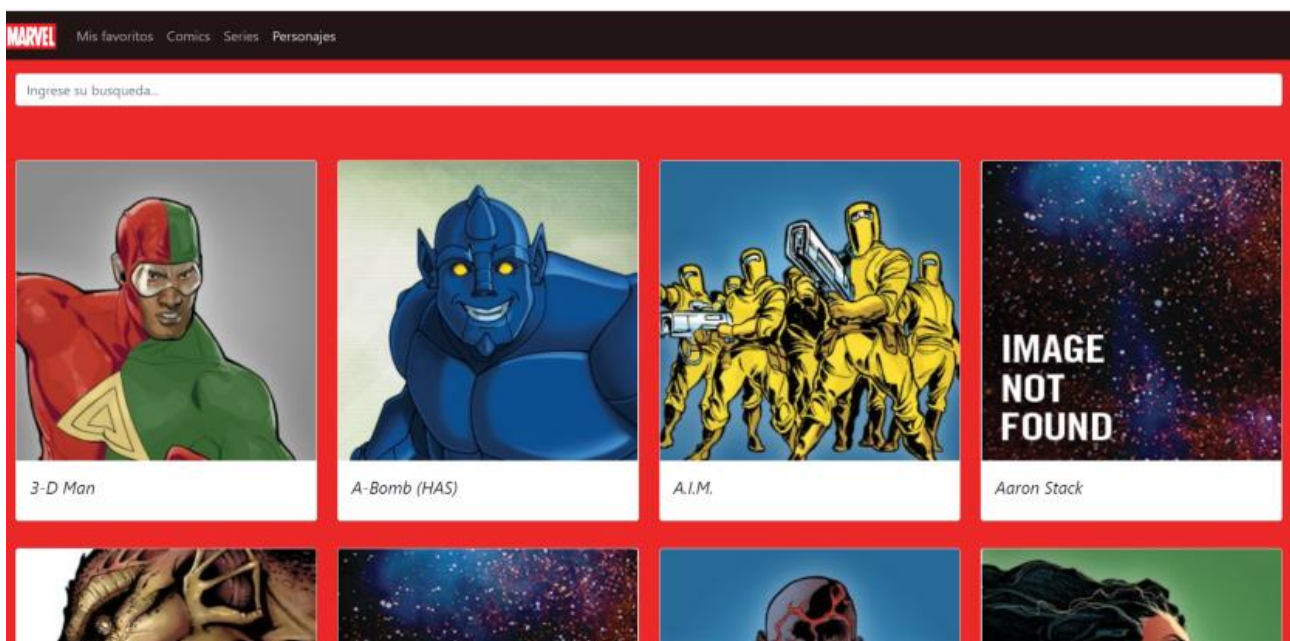 MARVEL Mis favoritos Comics Series Personajes
Ingrese su busqueda...
IMAGE
NOT
FOUND
3-D Man
A-Bomb (HAS)
A.I.M.
Aaron Stack